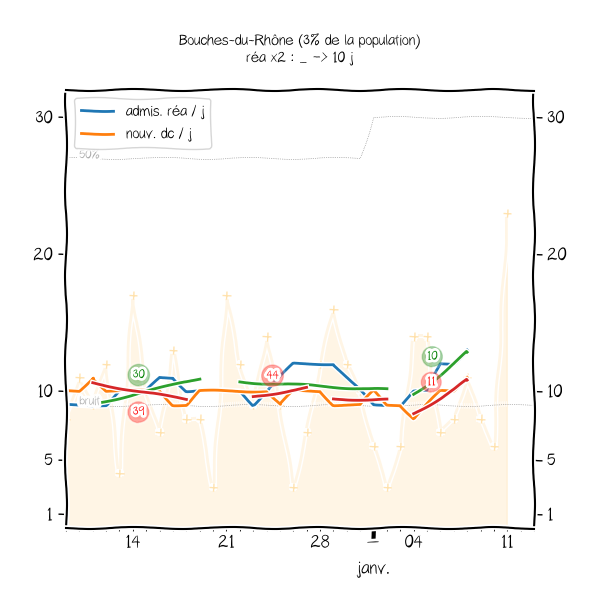 Bouches-du-Rhône (3% de la population)
réa x2 : _ -> 10 j
admis. réa / j
nouv. dc / j
30 30
50%
20 20
10
30 44 11
10 10
bruit
39
5 5
1 1
14 21 28 _ 04 11
janv.